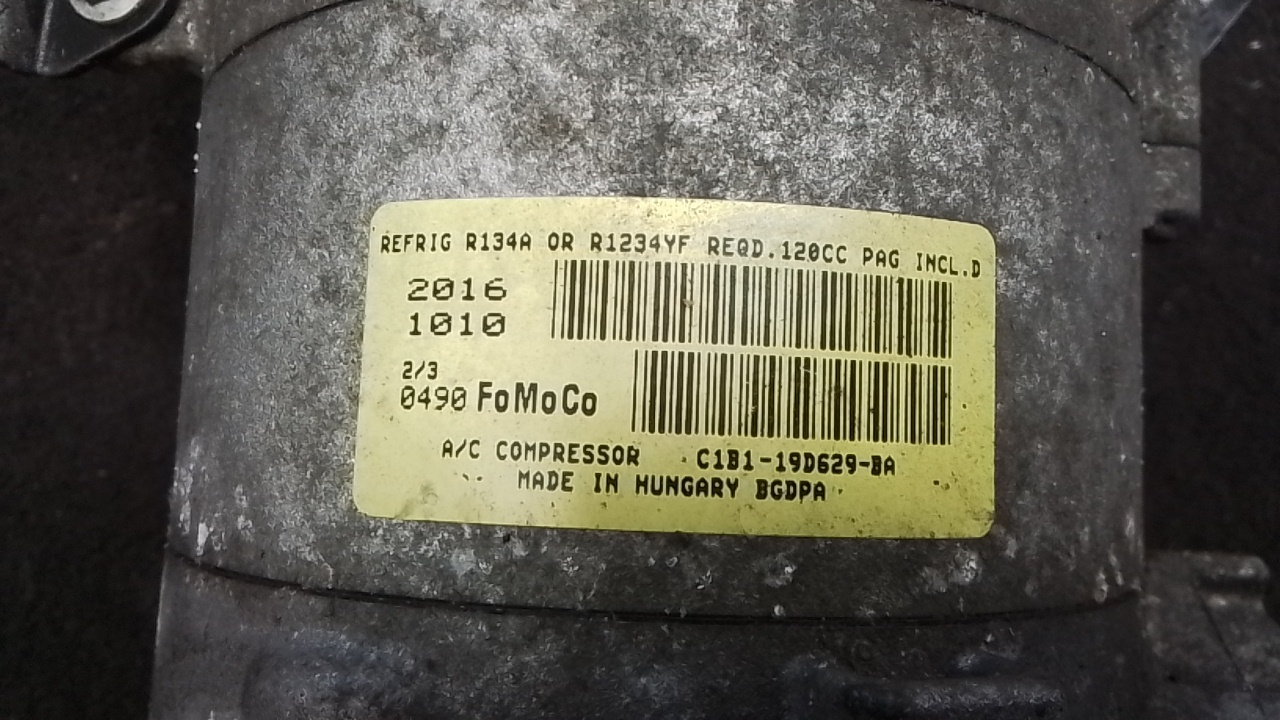 REFRIG R134A OR R1234YF REQD.120CC PAG INCL.D
2016
1010
2/3
0490 FoMoCo
A/C COMPRESSOR C1B1-19D629-BA
MADE IN HUNGARY BGDPA